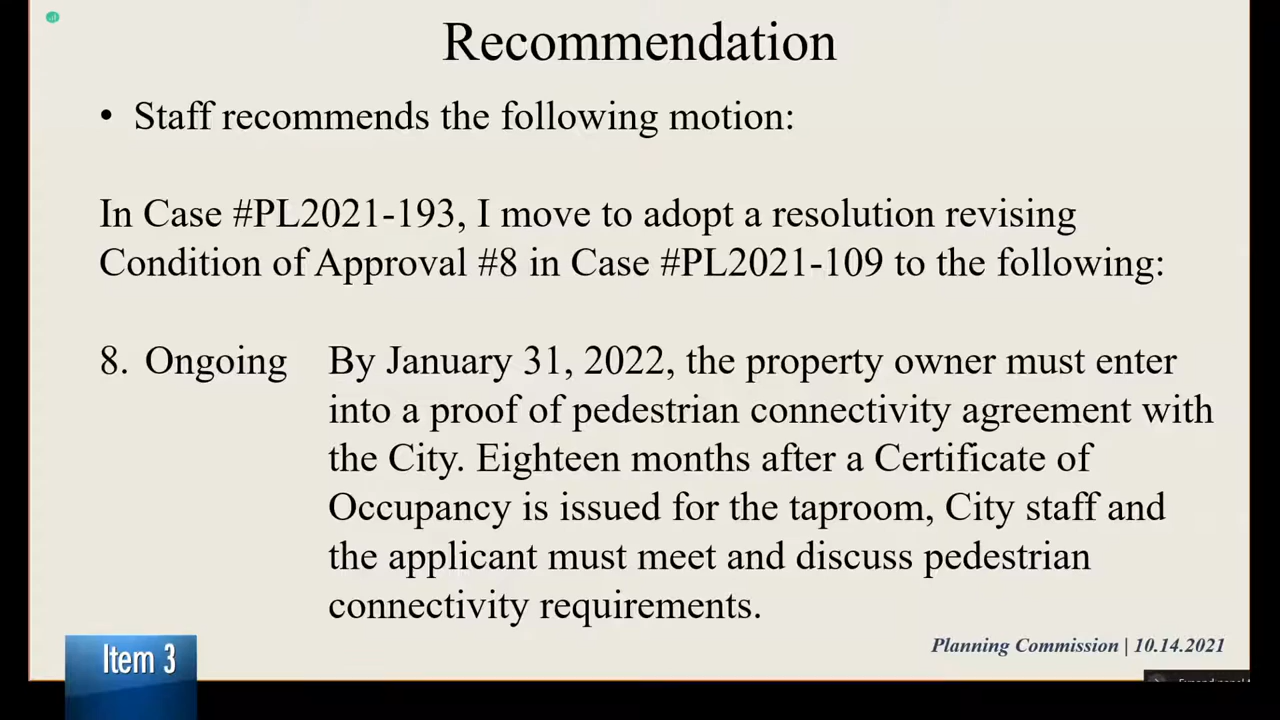 Recommendation
• Staff recommends the following motion:
In Case #PL2021-193, I move to adopt a resolution revising
Condition of Approval #8 in Case #PL2021-109 to the following:
8. Ongoing By January 31, 2022, the property owner must enter
into a proof of pedestrian connectivity agreement with
the City. Eighteen months after a Certificate of
Occupancy is issued for the taproom, City staff and
the applicant must meet and discuss pedestrian
connectivity requirements.
Planning Commission | 10.14.2021
Item 3